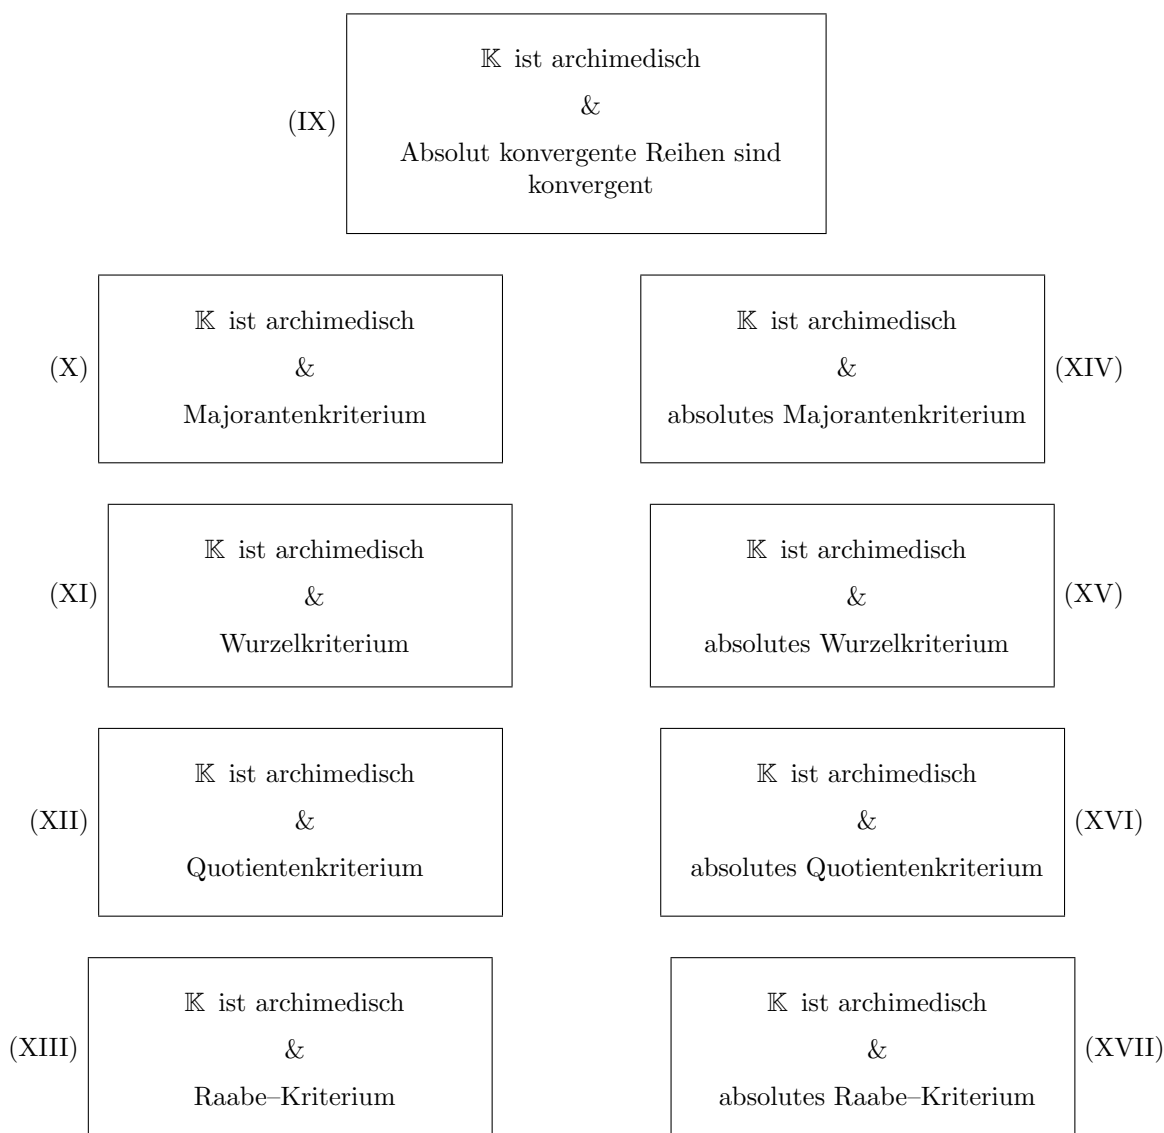 𝕂 ist archimedisch
(IX)
&
Absolut konvergente Reihen sind
konvergent
𝕂 ist archimedisch
(X)
&
Majorantenkriterium
𝕂 ist archimedisch
&
(XIV)
absolutes Majorantenkriterium
𝕂 ist archimedisch
(XI)
&
Wurzelkriterium
𝕂 ist archimedisch
&
(XV)
absolutes Wurzelkriterium
𝕂 ist archimedisch
(XII)
&
Quotientenkriterium
𝕂 ist archimedisch
&
(XVI)
absolutes Quotientenkriterium
𝕂 ist archimedisch
(XIII)
&
Raabe–Kriterium
𝕂 ist archimedisch
&
(XVII)
absolutes Raabe–Kriterium